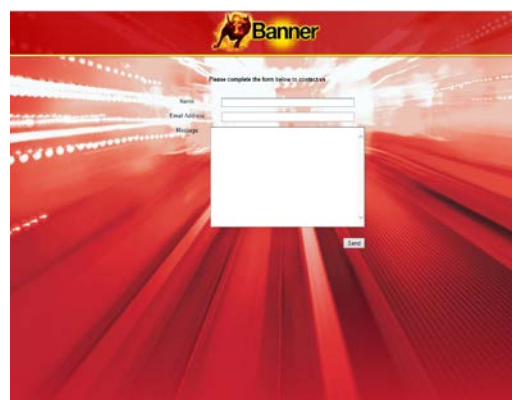 Banner
Please complete the form below to contact us
Name
Email Address
Message
Send